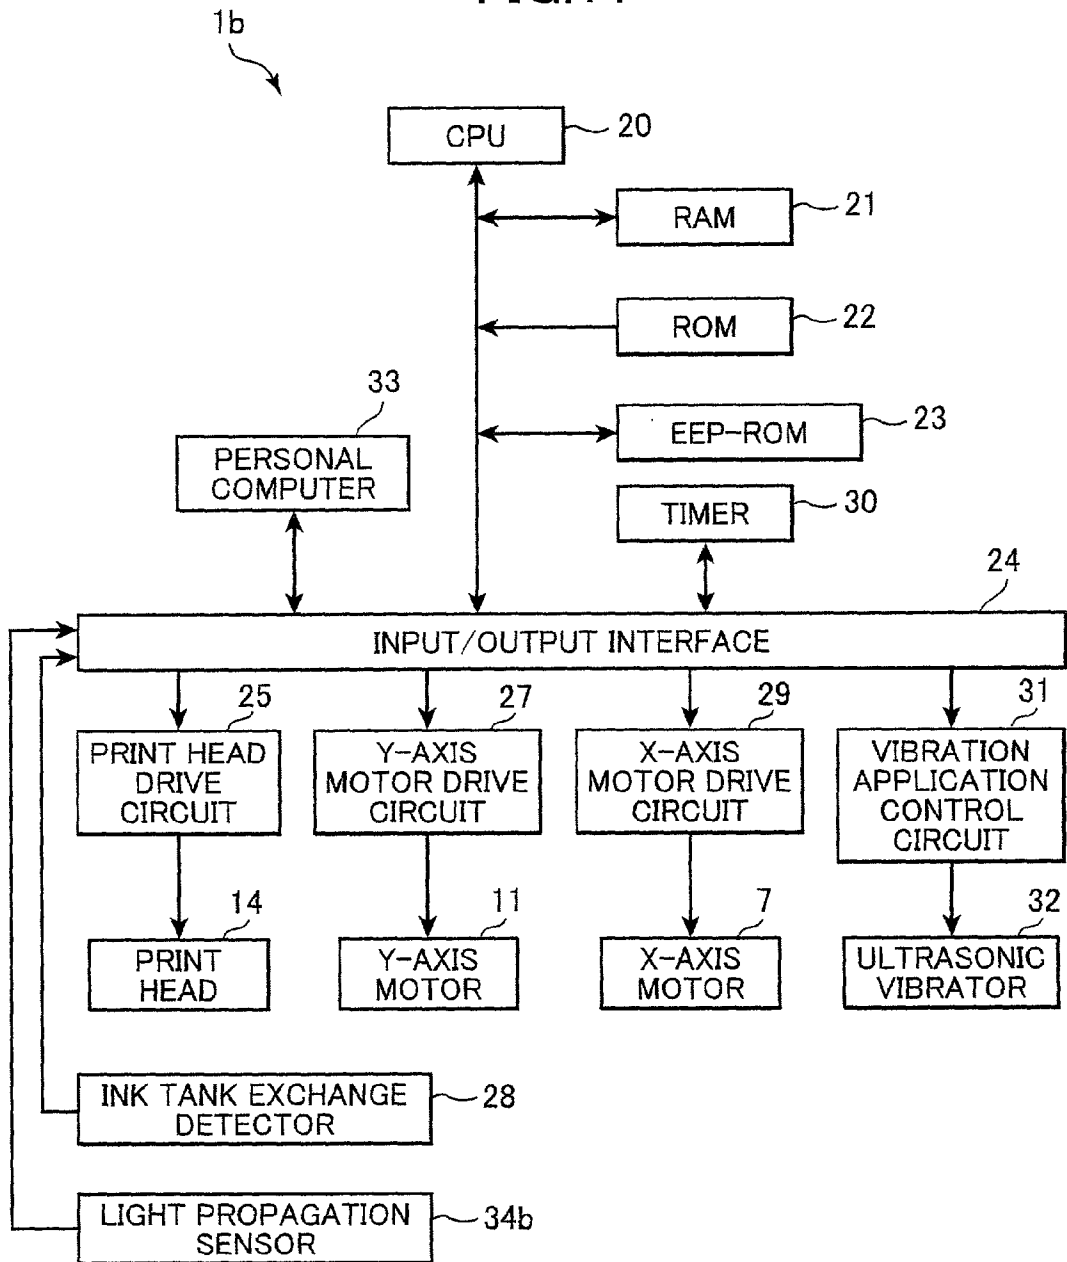 1b
CPU
20
RAM
21
ROM
22
33
EEP-ROM
23
PERSONAL
COMPUTER
TIMER
30
24
INPUT/OUTPUT INTERFACE
25
27
29
31
PRINT HEAD
DRIVE
CIRCUIT
Y-AXIS
MOTOR DRIVE
CIRCUIT
X-AXIS
MOTOR DRIVE
CIRCUIT
VIBRATION
APPLICATION
CONTROL
CIRCUIT
14
11
7
32
PRINT
HEAD
Y-AXIS
MOTOR
X-AXIS
MOTOR
ULTRASONIC
VIBRATOR
INK TANK EXCHANGE
DETECTOR
28
LIGHT PROPAGATION
SENSOR
34b